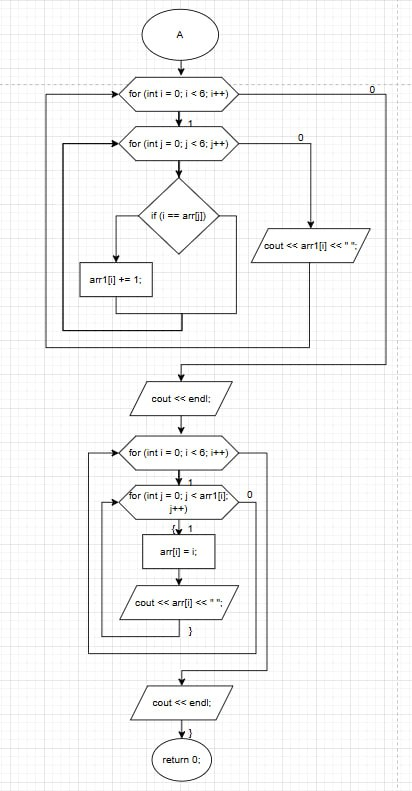 A
for (int i = 0; i < 6; i++)
0
1
for (int j = 0; j < 6; j++)
0
if (i == arr[j])
cout << arr1[i] << " ";
arr1[i] += 1;
cout << endl;
for (int i = 0; i < 6; i++)
1
for (int j = 0; j < arr1[i];
j++)
0
{ 1
arr[i] = i;
cout << arr[i] << " ";
}
cout << endl;
}
return 0;